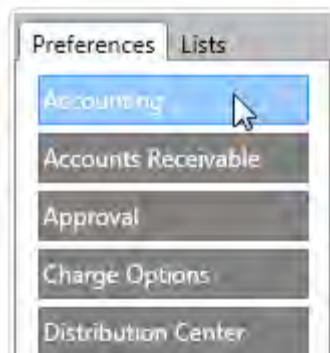 Preferences Lists
Accounting
Accounts Receivable
Approval
Charge Options
Distribution Center